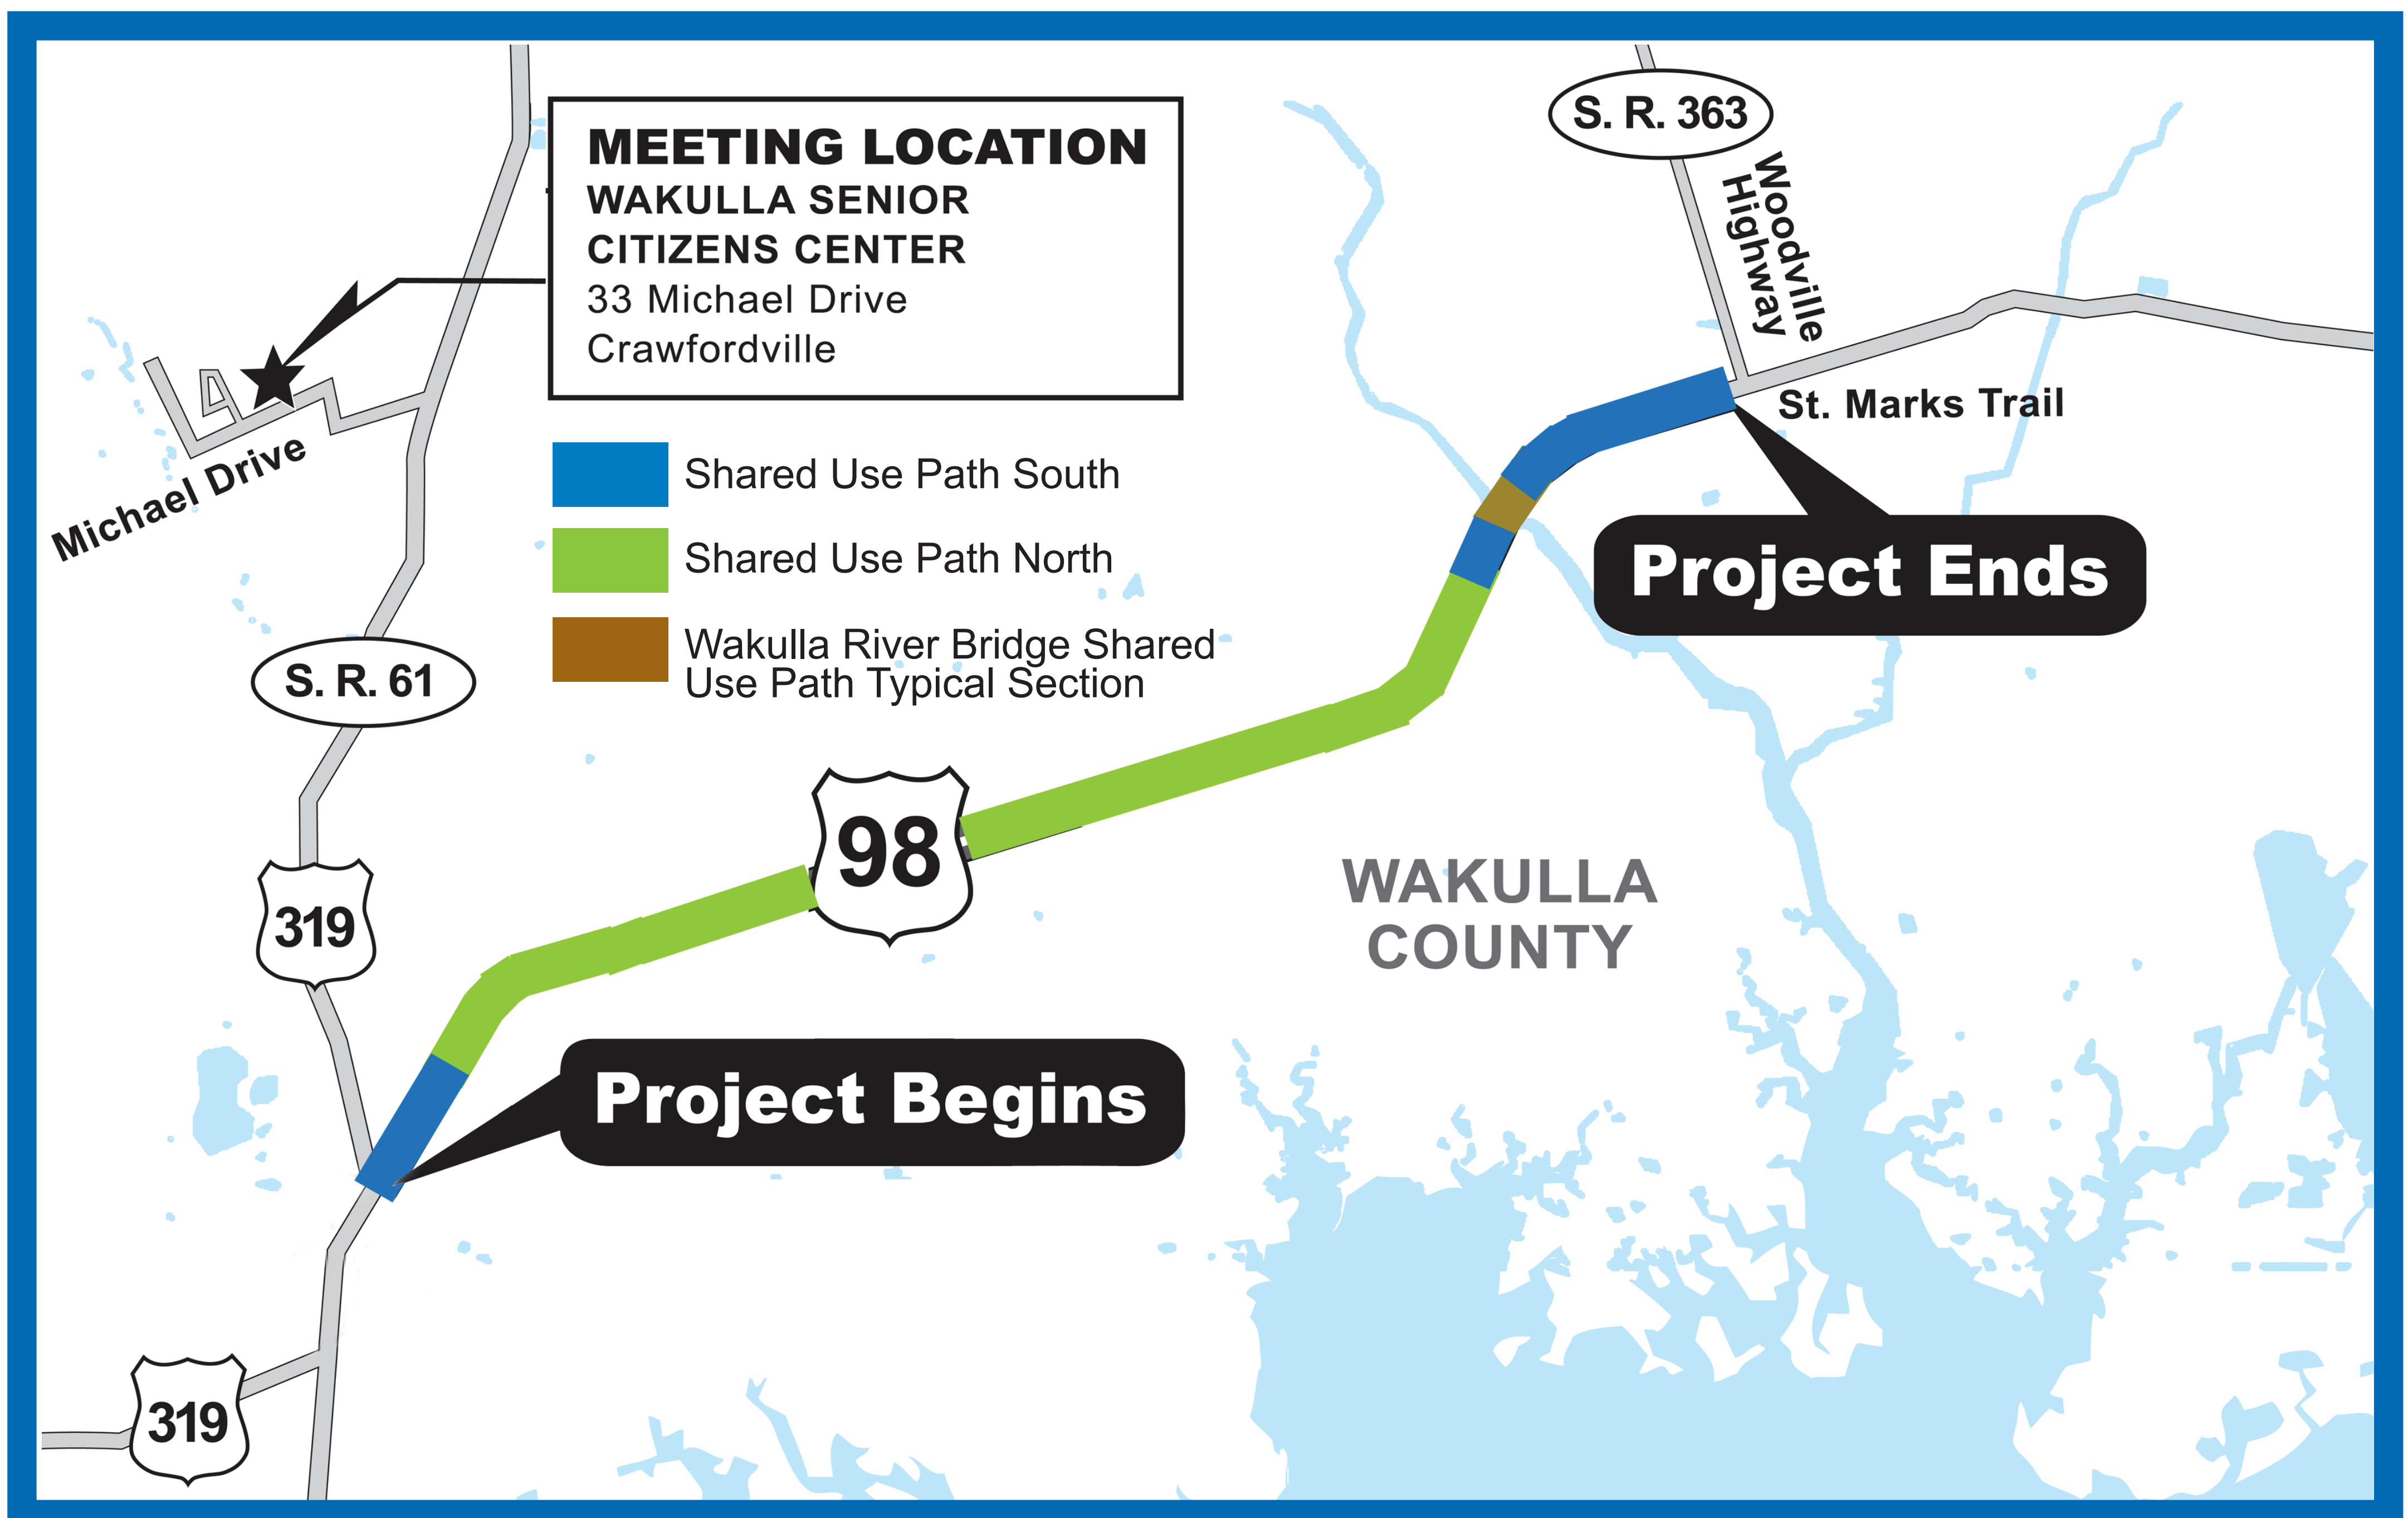 MEETING LOCATION
WAKULLA SENIOR
CITIZENS CENTER
33 Michael Drive
Crawfordville
S. R. 363
Woodville
Highway
St. Marks Trail
Michael Drive
Shared Use Path South
Shared Use Path North
Wakulla River Bridge Shared
Use Path Typical Section
Project Ends
S. R. 61
98
319
WAKULLA
COUNTY
Project Begins
319